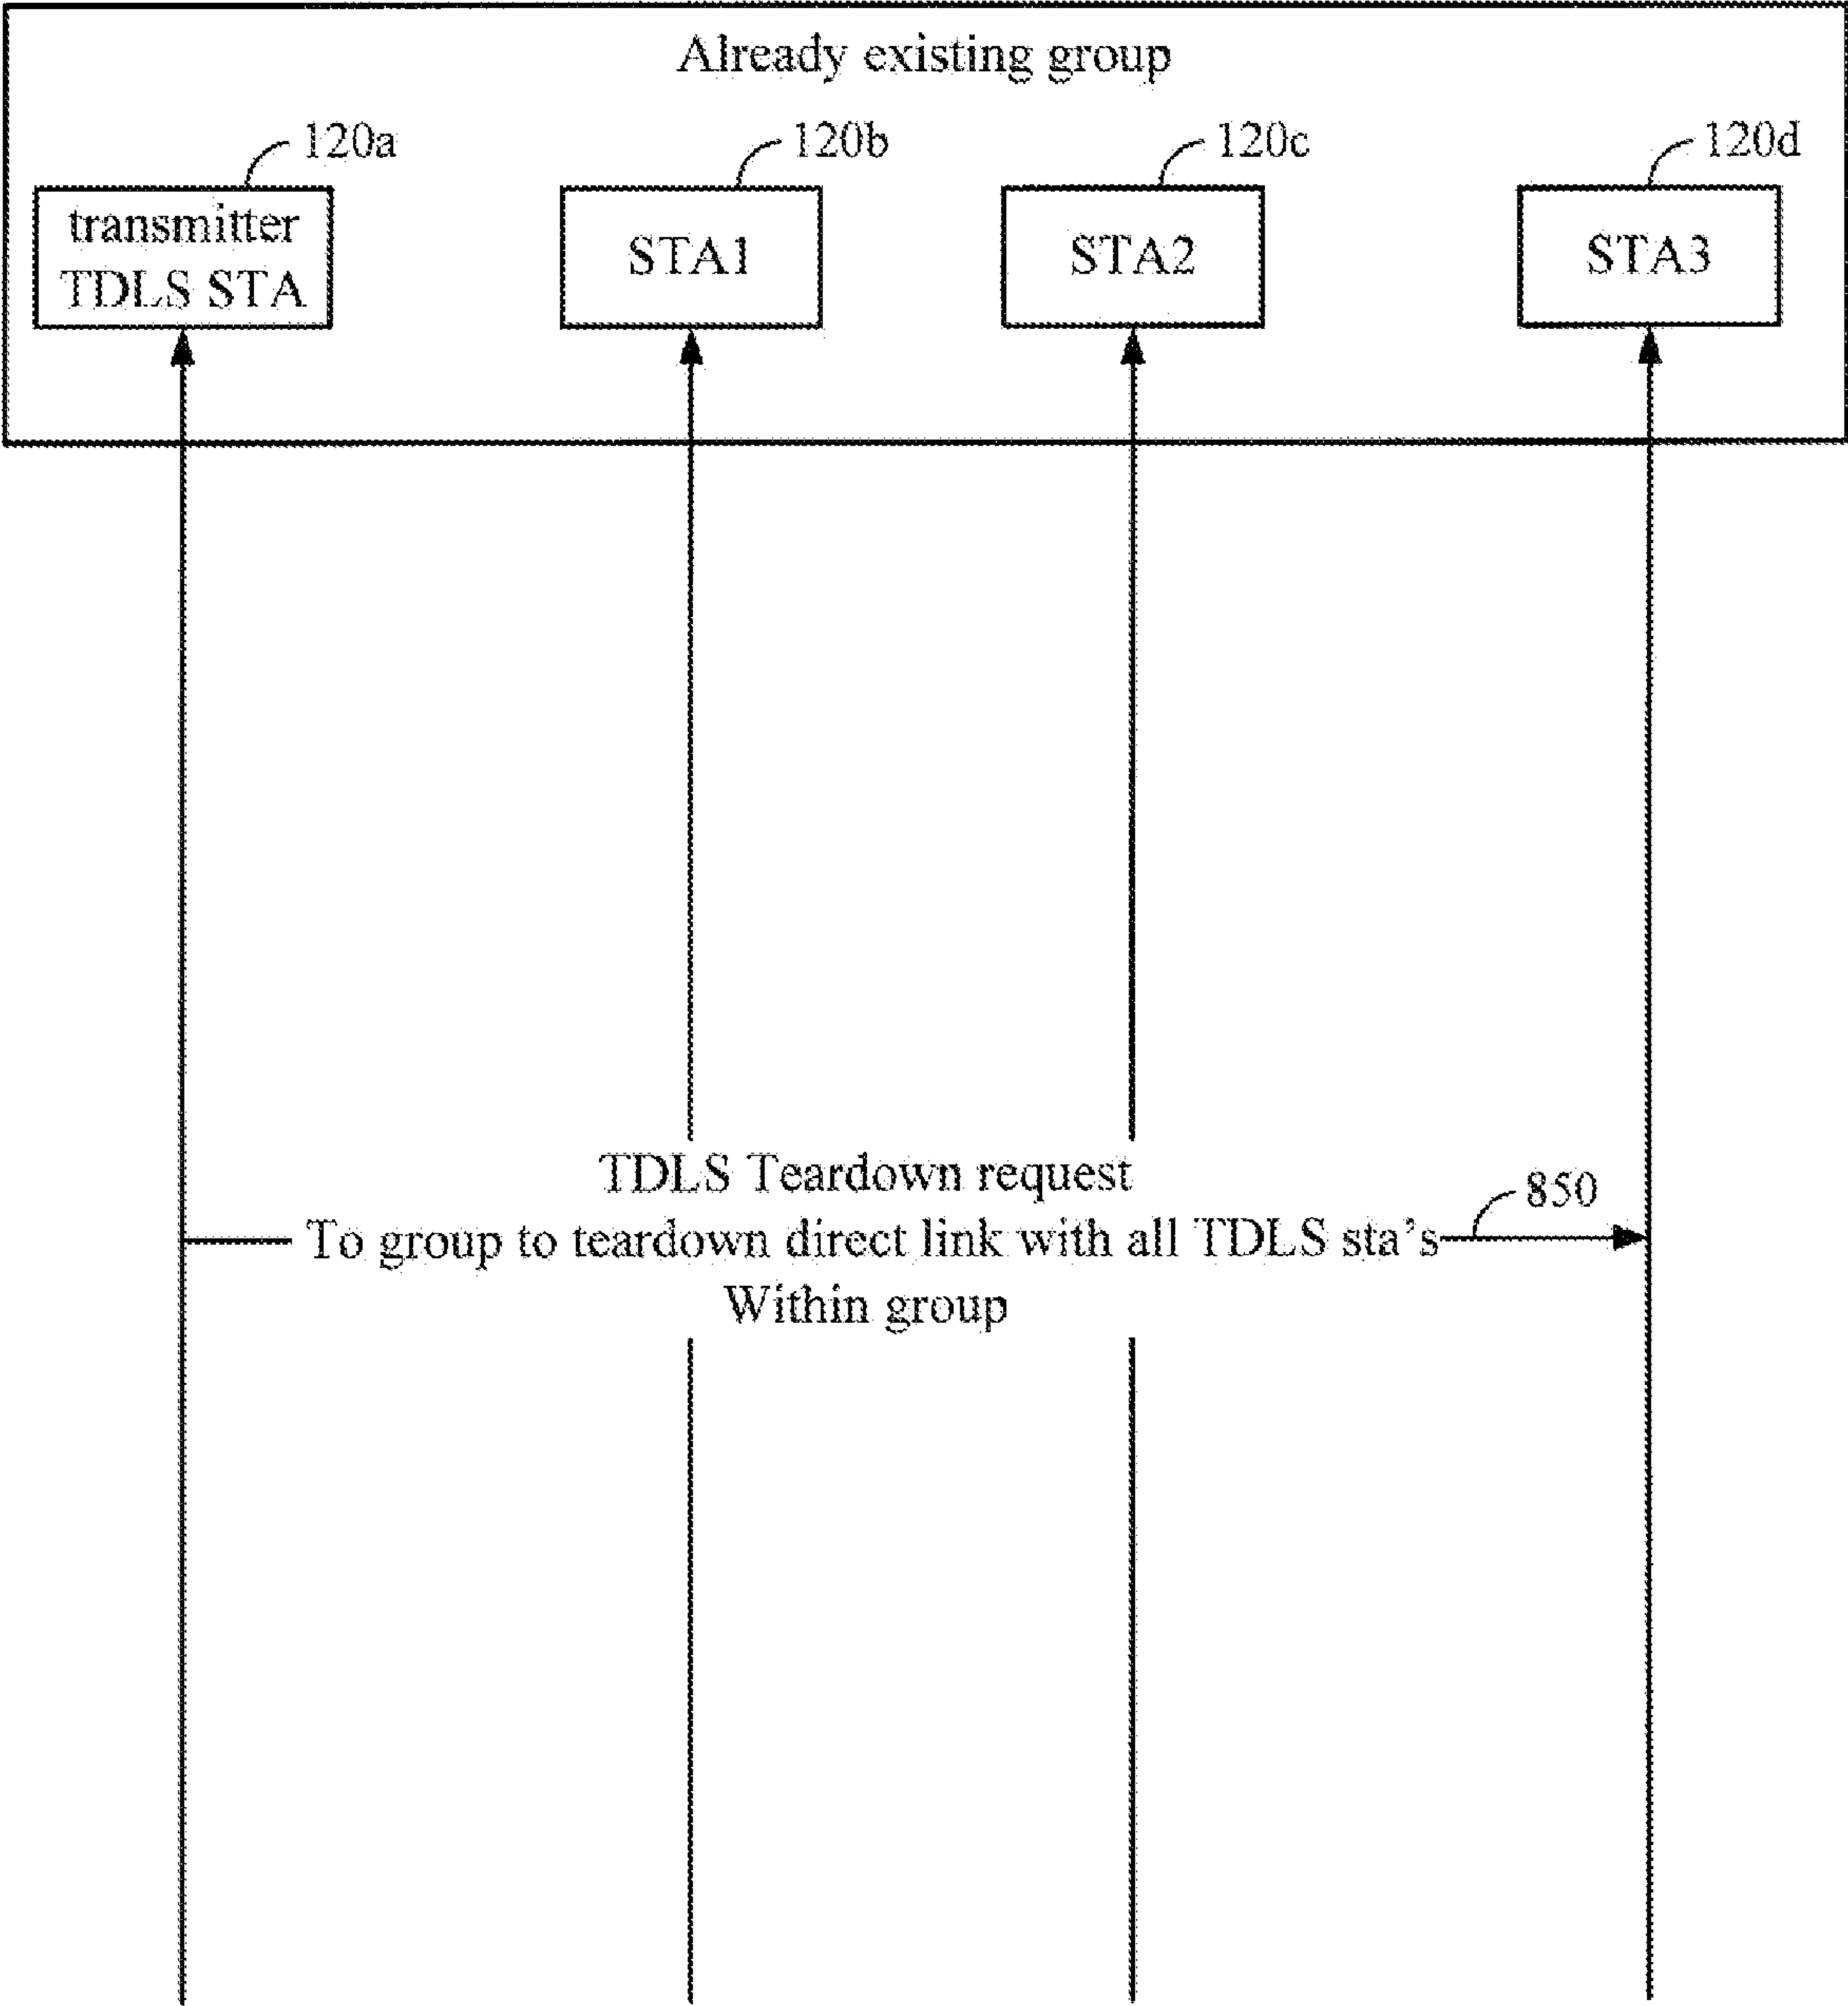 Already existing group
120a
120b
120c
120d
transmitter
TDLS STA
STA1
STA2
STA3
TDLS Teardown request
850
To group to teardown direct link with all TDLS sta's
Within group